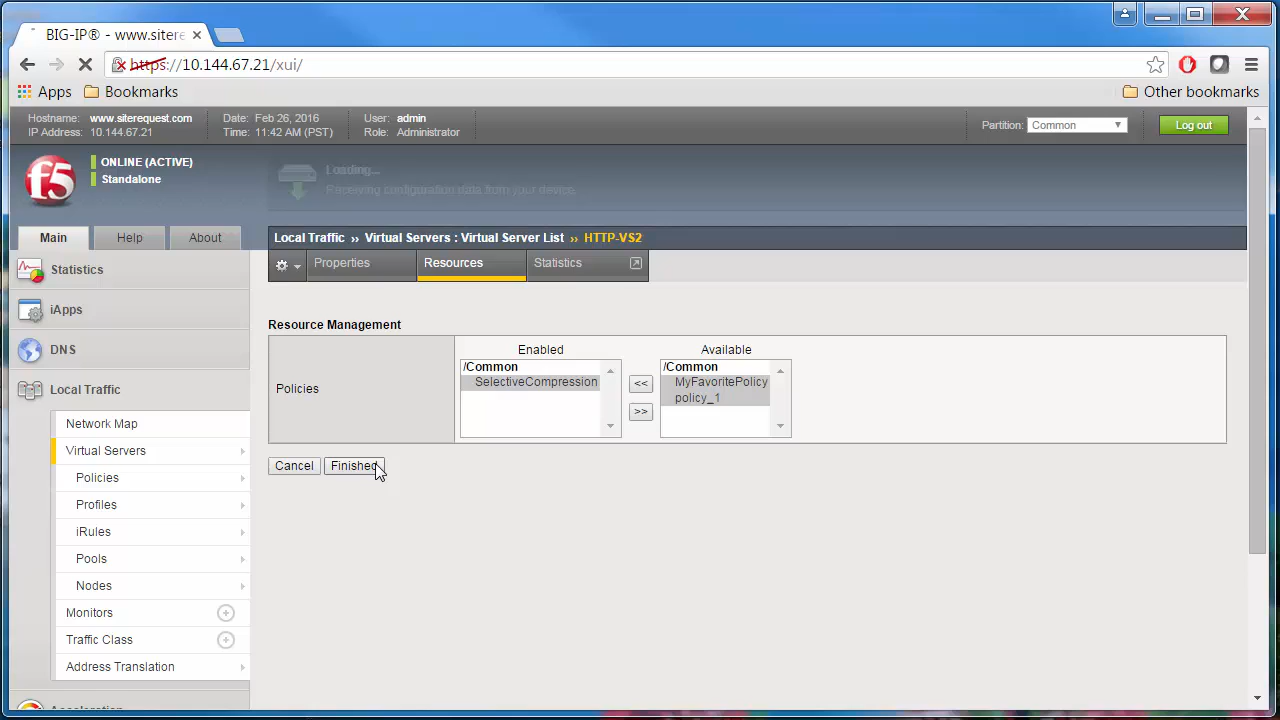 BIG-IP® - www.sitere
https://10.144.67.21/xui/
Apps Bookmarks Other bookmarks
Hostname: www.siterequest.com Date: Feb 26, 2016 User: admin
IP Address: 10.144.67.21 Time: 11:42 AM (PST) Role: Administrator
Partition: Common Log out
f5
ONLINE (ACTIVE)
Standalone
Loading...
Receiving configuration data from your device.
Main Help About
Local Traffic ›› Virtual Servers : Virtual Server List ›› HTTP-VS2
Properties Resources Statistics
Statistics
iApps
DNS
Local Traffic
Network Map
Virtual Servers
Policies
Profiles
iRules
Pools
Nodes
Monitors
Traffic Class
Address Translation
Acceleration
Resource Management
Policies
Enabled
/Common
SelectiveCompression
<<
>>
Available
/Common
MyFavoritePolicy
policy_1
Cancel Finished